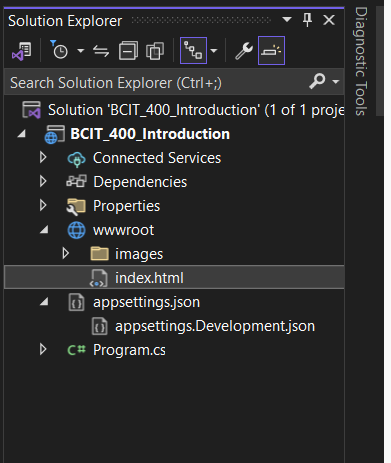 Solution Explorer
Search Solution Explorer (Ctrl+;)
Solution 'BCIT_400_Introduction' (1 of 1 proje
BCIT_400_Introduction
Connected Services
Dependencies
Properties
wwwroot
images
index.html
appsettings.json
appsettings.Development.json
C# Program.cs
Diagnostic Tools